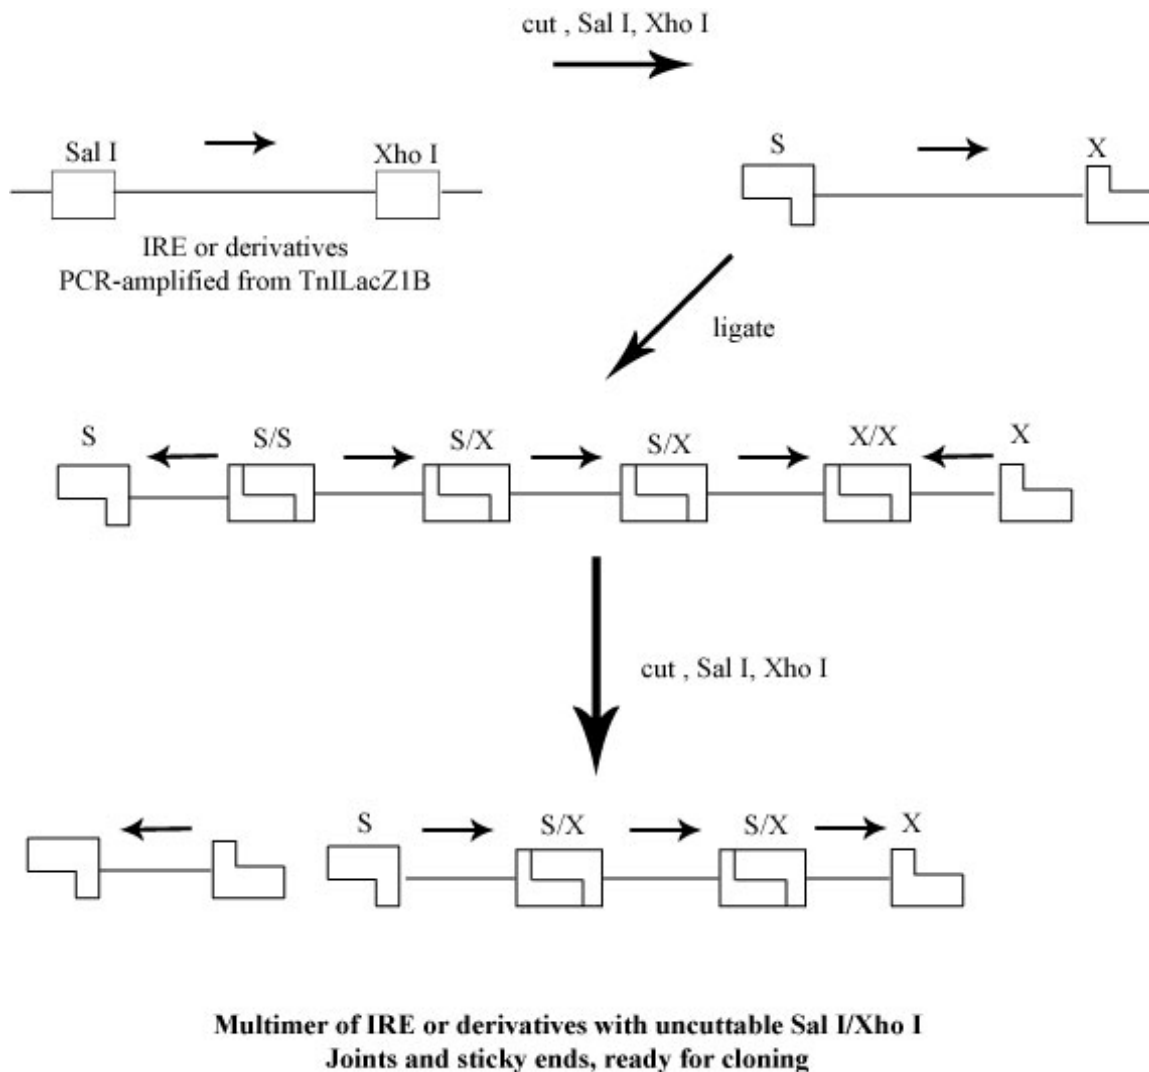 cut , Sal I, Xho I
Sal I
Xho I
S
X
IRE or derivatives
PCR-amplified from TnILacZ1B
ligate
S
S/S
S/X
S/X
X/X
X
cut , Sal I, Xho I
S
S/X
S/X
X
Multimer of IRE or derivatives with uncuttable Sal I/Xho I
Joints and sticky ends, ready for cloning